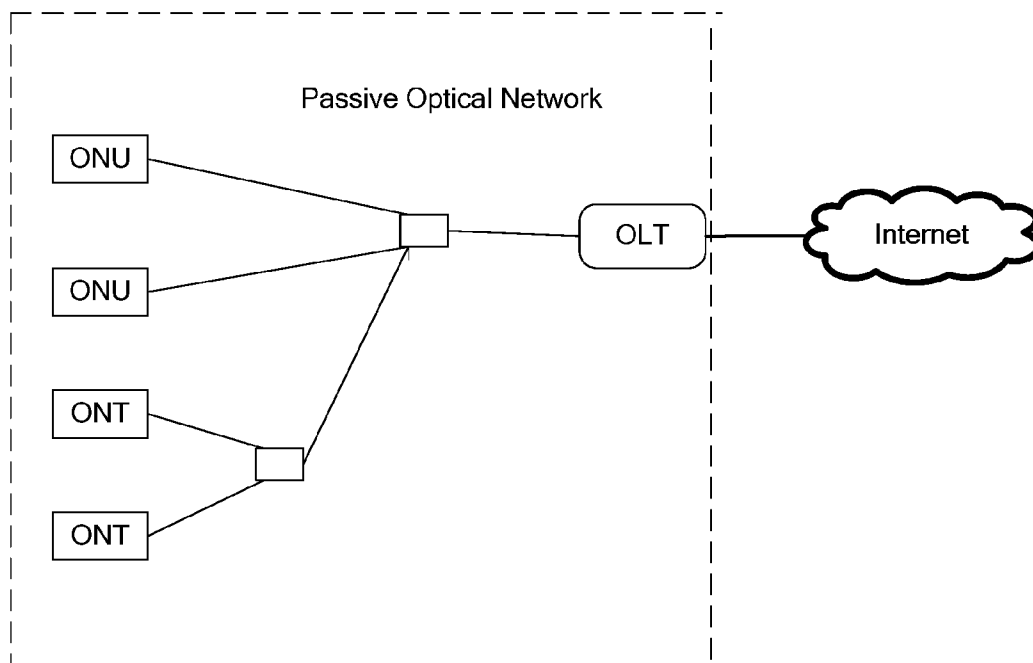 Passive Optical Network
ONU
OLT
Internet
ONU
ONT
ONT